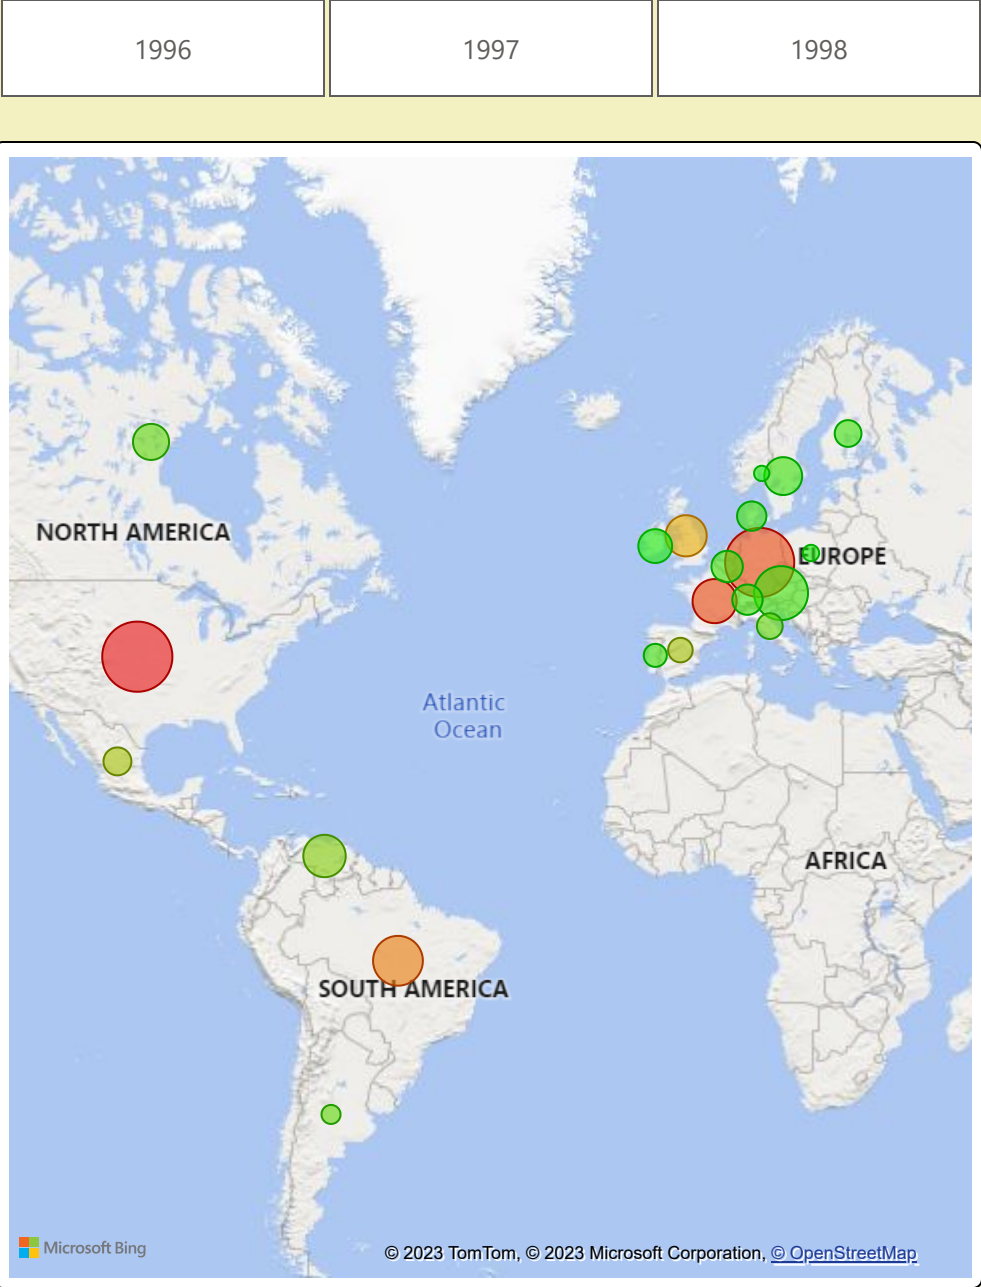 1996
1997
1998
NORTH AMERICA
EUROPE
Atlantic
Ocean
AFRICA
SOUTH AMERICA
Microsoft Bing
© 2023 TomTom, © 2023 Microsoft Corporation, © OpenStreetMap